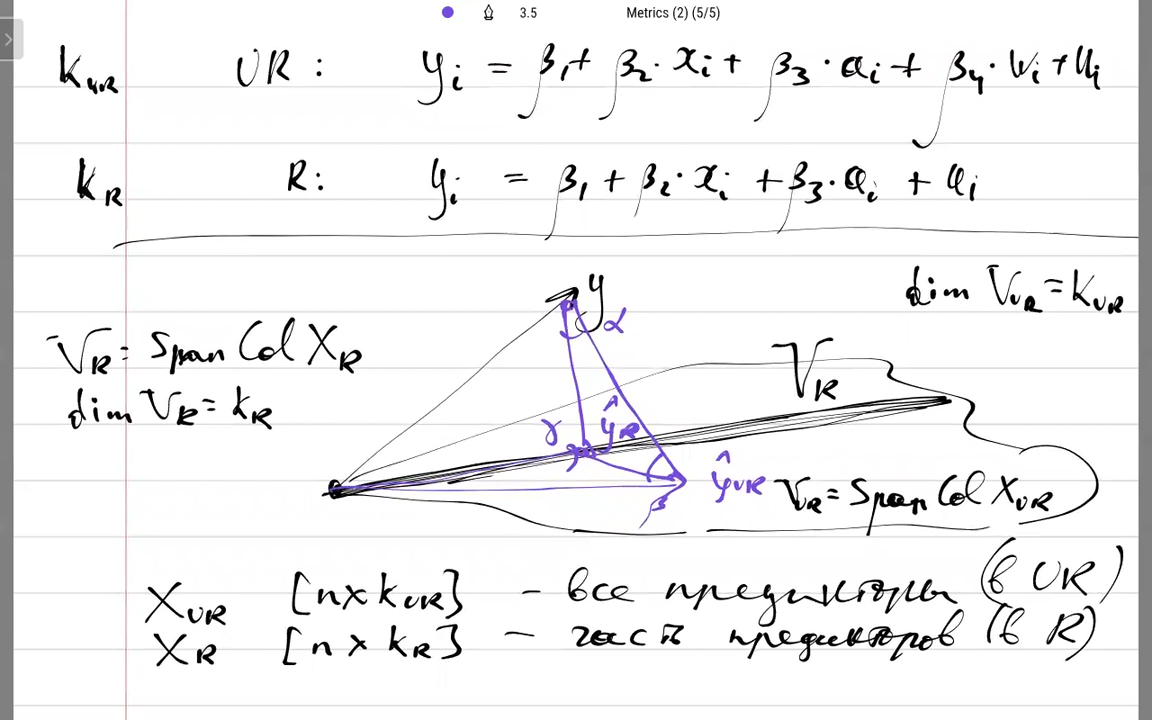 3.5 Metrics (2) (5/5)
k_UR UR: y_i = β_1 + β_2 · x_i + β_3 · a_i + β_4 · w_i + u_i
k_R R: y_i = β_1 + β_2 · x_i + β_3 · a_i + u_i
dim V_UR = k_UR
y
α
V_R = Span Col X_R
V_R
dim V_R = k_R
γ ŷ_R
ŷ_UR V_R = Span Col X_UR
β
X_UR [n × k_UR] – все предикторы (в UR)
X_R [n × k_R] – часть предикторов (в R)